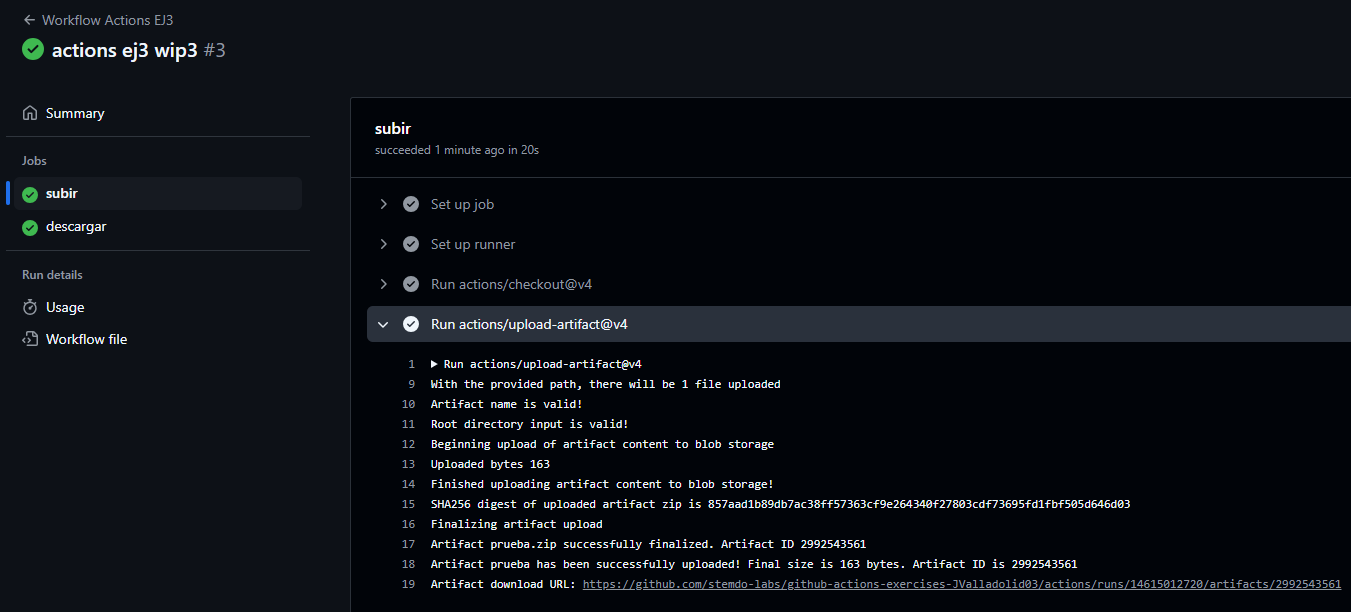 Workflow Actions EJ3
actions ej3 wip3 #3
Summary
Jobs
subir
descargar
Run details
Usage
Workflow file
subir
succeeded 1 minute ago in 20s
Set up job
Set up runner
Run actions/checkout@v4
Run actions/upload-artifact@v4
1 Run actions/upload-artifact@v4
9 With the provided path, there will be 1 file uploaded
10 Artifact name is valid!
11 Root directory input is valid!
12 Beginning upload of artifact content to blob storage
13 Uploaded bytes 163
14 Finished uploading artifact content to blob storage!
15 SHA256 digest of uploaded artifact zip is 857aad1b89db7ac38ff57363cf9e264340f27803cdf73695fd1fbf505d646d03
16 Finalizing artifact upload
17 Artifact prueba.zip successfully finalized. Artifact ID 2992543561
18 Artifact prueba has been successfully uploaded! Final size is 163 bytes. Artifact ID is 2992543561
19 Artifact download URL: https://github.com/stemdo-labs/github-actions-exercises-JValladolid03/actions/runs/14615012720/artifacts/2992543561